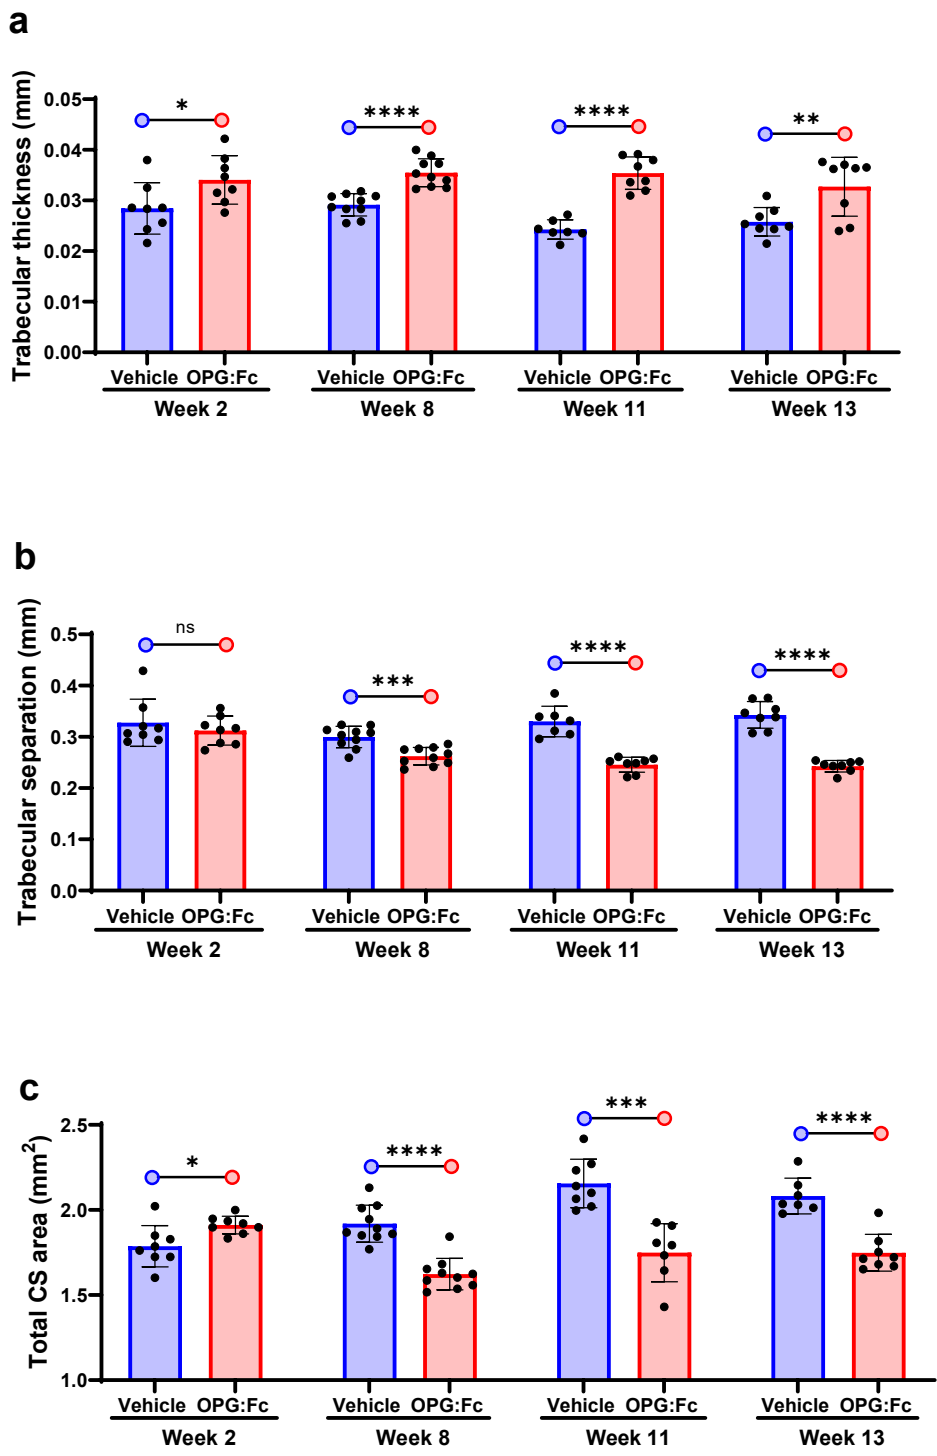 a
Trabecular thickness (mm)
0.05
0.04
0.03
0.02
0.01
0.00
* **** **** **
Vehicle OPG:Fc Vehicle OPG:Fc Vehicle OPG:Fc Vehicle OPG:Fc
Week 2 Week 8 Week 11 Week 13
b
Trabecular separation (mm)
0.5
0.4
0.3
0.2
0.1
0.0
ns *** **** ****
Vehicle OPG:Fc Vehicle OPG:Fc Vehicle OPG:Fc Vehicle OPG:Fc
Week 2 Week 8 Week 11 Week 13
c
Total CS area (mm²)
2.5
2.0
1.5
1.0
* **** *** ****
Vehicle OPG:Fc Vehicle OPG:Fc Vehicle OPG:Fc Vehicle OPG:Fc
Week 2 Week 8 Week 11 Week 13